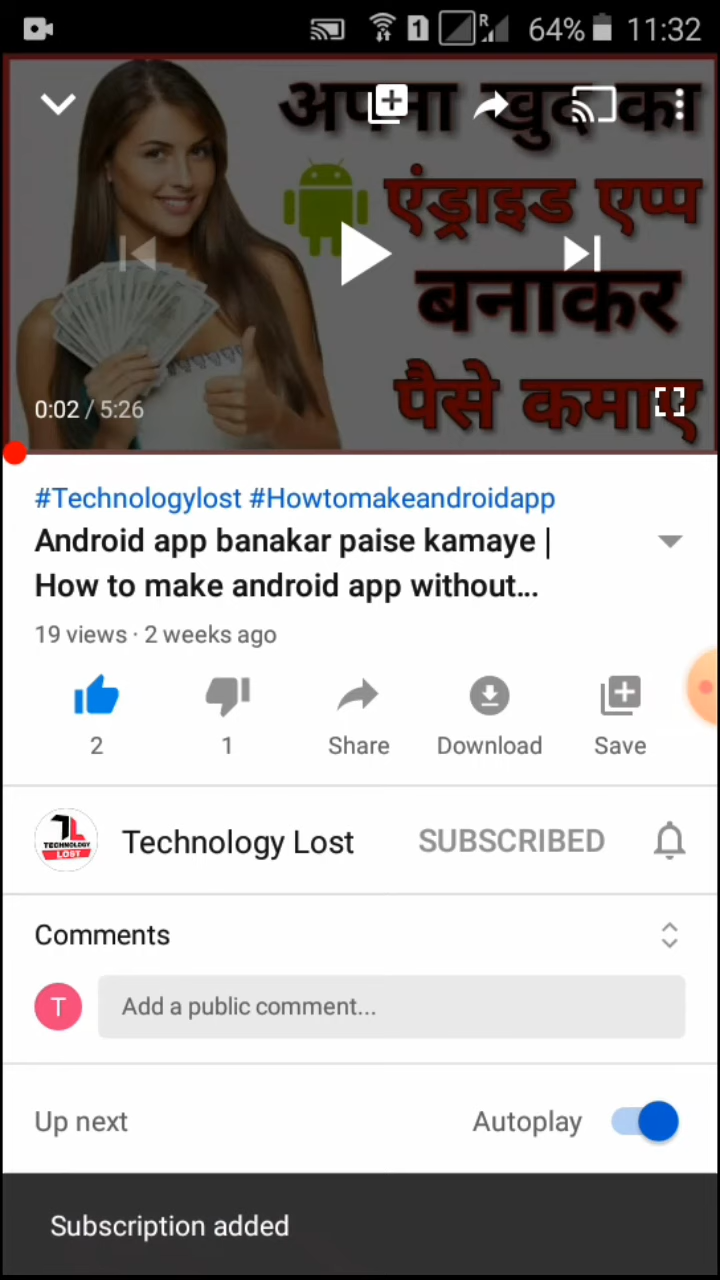 R 64% 11:32
अपना खुद का
एंड्राइड एप्प
बनाकर
पैसे कमाए
0:02 / 5:26
#Technologylost #Howtomakeandroidapp
Android app banakar paise kamaye |
How to make android app without...
19 views · 2 weeks ago
2 1 Share Download Save
TECHNOLOGY
LOST
Technology Lost SUBSCRIBED
Comments
T Add a public comment...
Up next Autoplay
Subscription added